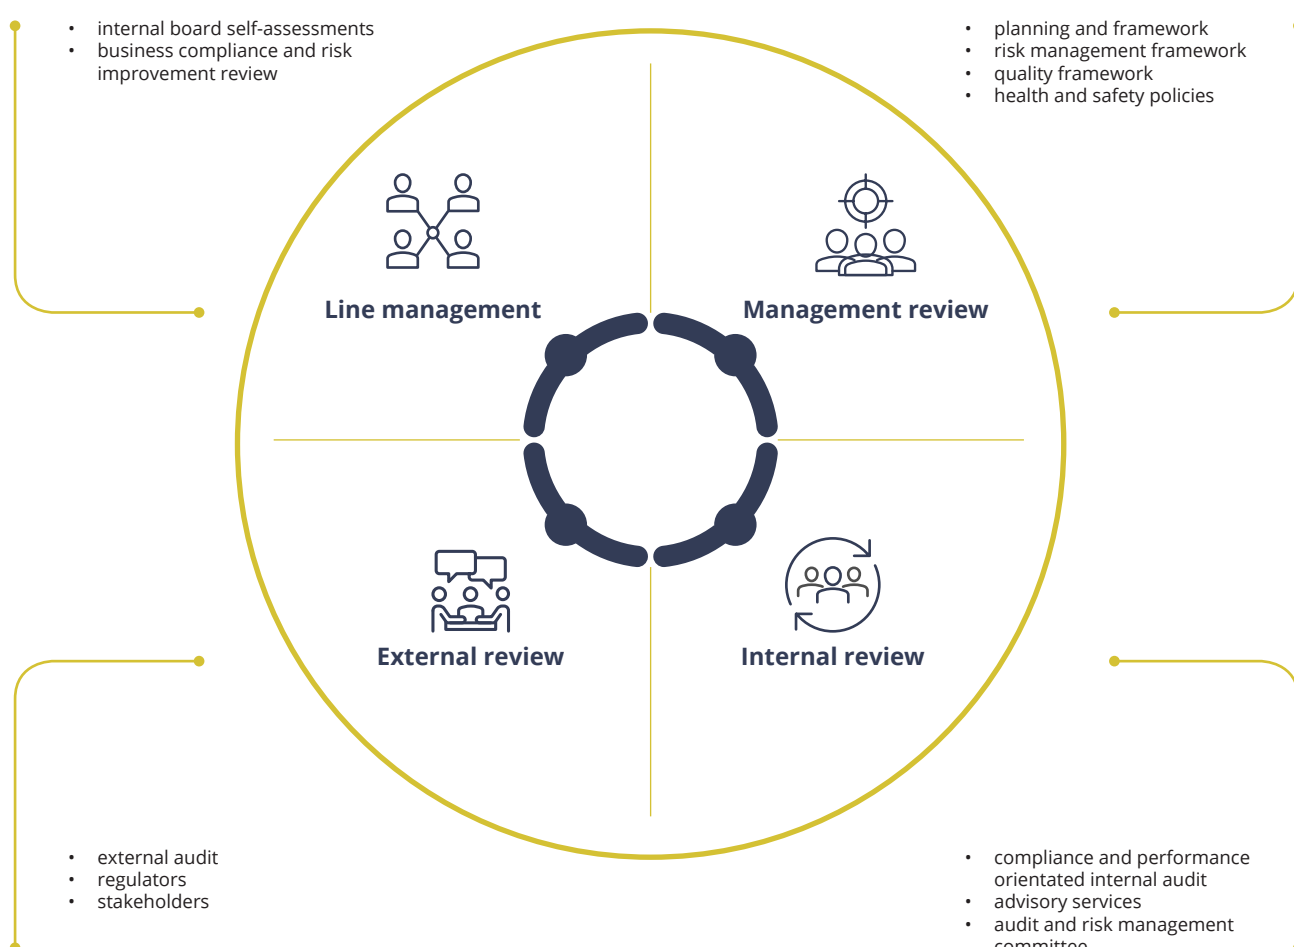 • internal board self-assessments
• business compliance and risk
improvement review
• planning and framework
• risk management framework
• quality framework
• health and safety policies
Line management
Management review
External review
Internal review
• external audit
• regulators
• stakeholders
• compliance and performance
orientated internal audit
• advisory services
• audit and risk management
committee